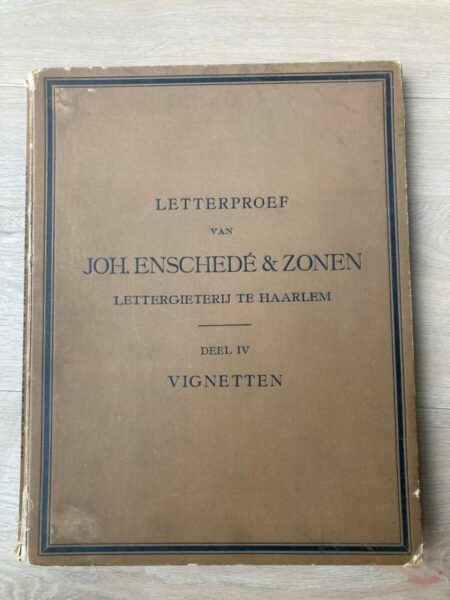 LETTERPROEF
VAN
JOH. ENSCHEDÉ & ZONEN
LETTERGIETERIJ TE HAARLEM
DEEL IV
VIGNETTEN